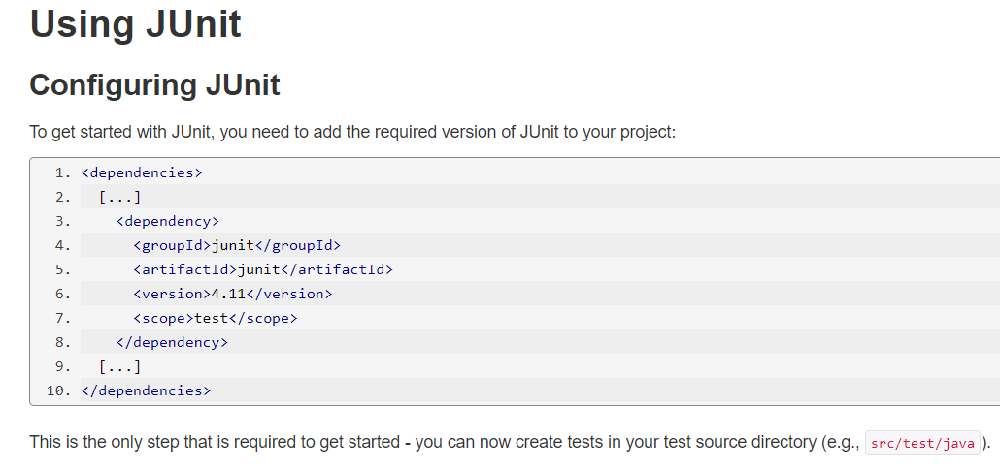 Using JUnit
Configuring JUnit
To get started with JUnit, you need to add the required version of JUnit to your project:
1. <dependencies>
2.   [...]
3.     <dependency>
4.       <groupId>junit</groupId>
5.       <artifactId>junit</artifactId>
6.       <version>4.11</version>
7.       <scope>test</scope>
8.     </dependency>
9.   [...]
10. </dependencies>
This is the only step that is required to get started - you can now create tests in your test source directory (e.g., src/test/java ).